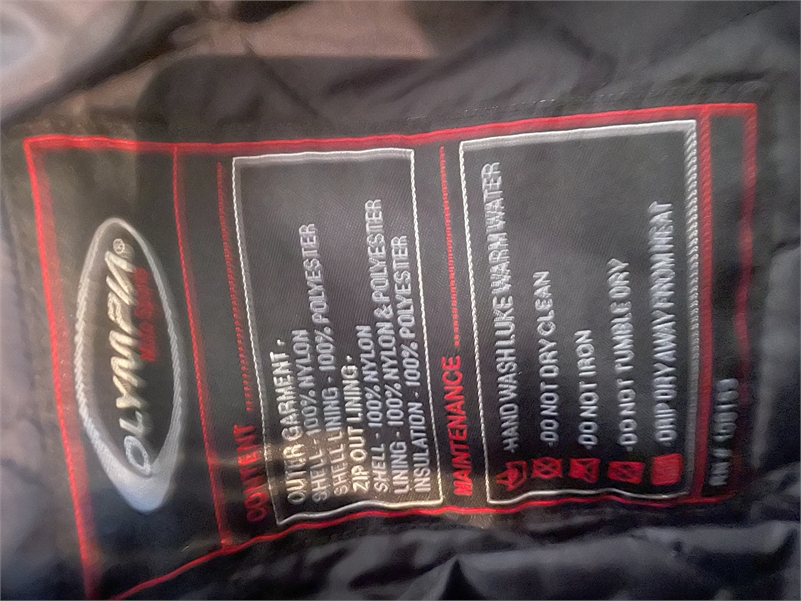 OLYMPIA®
Moto Sports
CONTENT
OUTER GARMENT -
SHELL - 100% NYLON
SHELL LINING - 100% POLYESTER
ZIP OUT LINING -
SHELL - 100% NYLON
LINING - 100% NYLON & POLYESTER
INSULATION - 100% POLYESTER
MAINTENANCE
-HAND WASH LUKE WARM WATER
-DO NOT DRY CLEAN
-DO NOT IRON
-DO NOT TUMBLE DRY
-DRIP DRY AWAY FROM HEAT
RN #